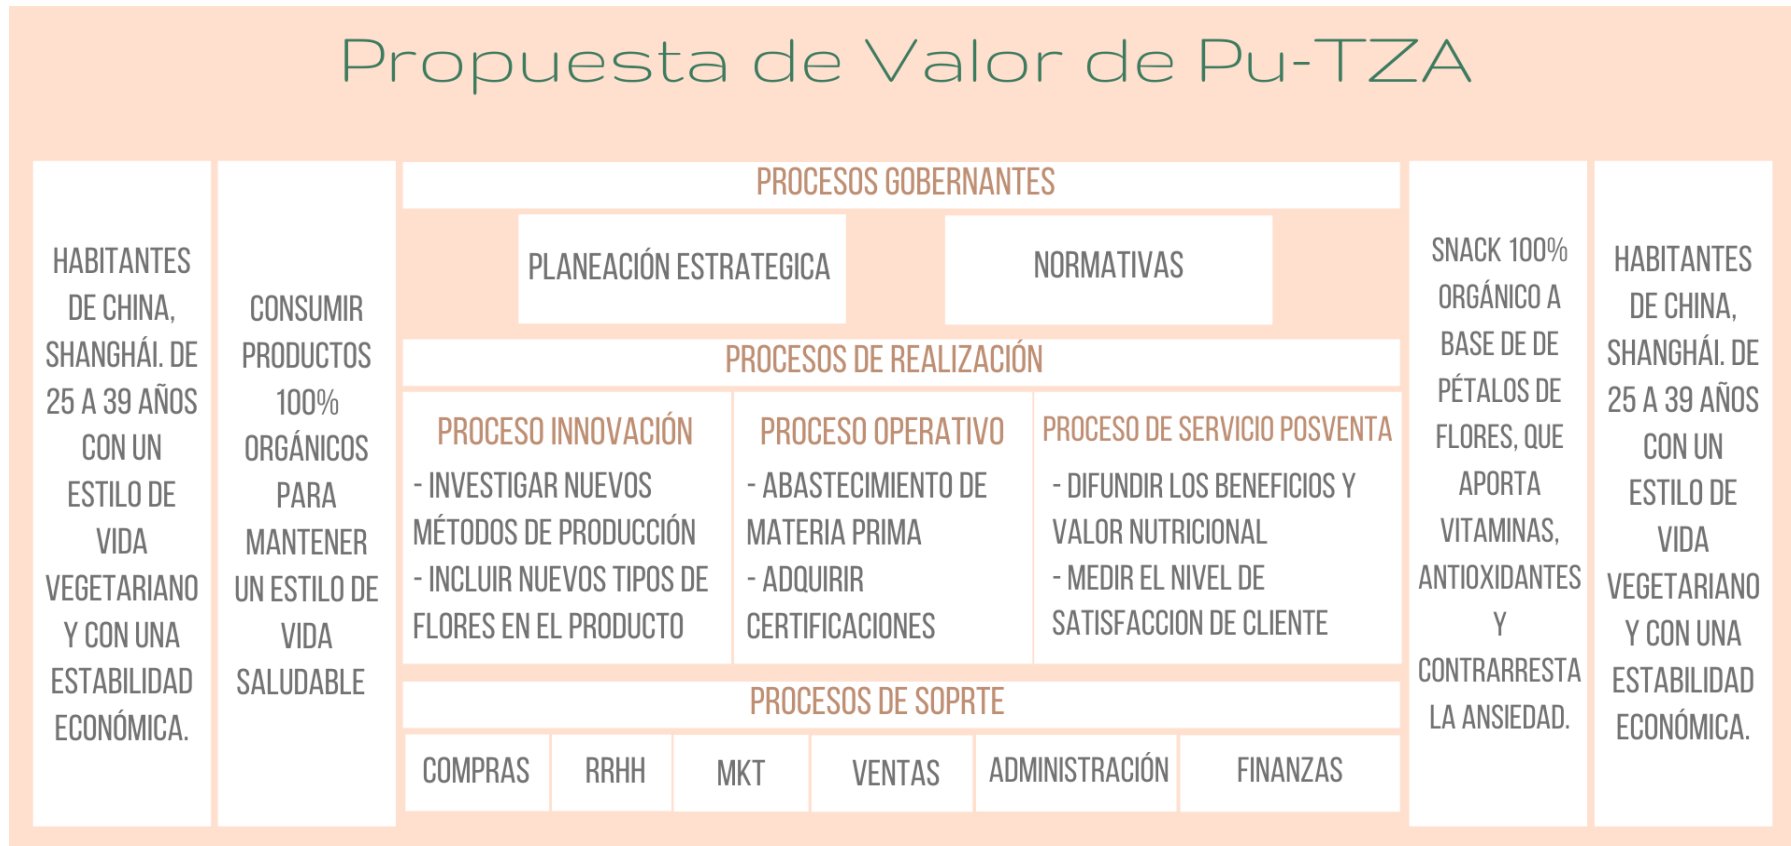 Propuesta de Valor de Pu-TZA
HABITANTES
DE CHINA,
SHANGHÁI. DE
25 A 39 AÑOS
CON UN
ESTILO DE
VIDA
VEGETARIANO
Y CON UNA
ESTABILIDAD
ECONÓMICA.
CONSUMIR
PRODUCTOS
100%
ORGÁNICOS
PARA
MANTENER
UN ESTILO DE
VIDA
SALUDABLE
PROCESOS GOBERNANTES
PLANEACIÓN ESTRATEGICA
NORMATIVAS
PROCESOS DE REALIZACIÓN
PROCESO INNOVACIÓN
- INVESTIGAR NUEVOS
MÉTODOS DE PRODUCCIÓN
- INCLUIR NUEVOS TIPOS DE
FLORES EN EL PRODUCTO
PROCESO OPERATIVO
- ABASTECIMIENTO DE
MATERIA PRIMA
- ADQUIRIR
CERTIFICACIONES
PROCESO DE SERVICIO POSVENTA
- DIFUNDIR LOS BENEFICIOS Y
VALOR NUTRICIONAL
- MEDIR EL NIVEL DE
SATISFACCION DE CLIENTE
PROCESOS DE SOPRTE
COMPRAS
RRHH
MKT
VENTAS
ADMINISTRACIÓN
FINANZAS
SNACK 100%
ORGÁNICO A
BASE DE DE
PÉTALOS DE
FLORES, QUE
APORTA
VITAMINAS,
ANTIOXIDANTES
Y
CONTRARRESTA
LA ANSIEDAD.
HABITANTES
DE CHINA,
SHANGHÁI. DE
25 A 39 AÑOS
CON UN
ESTILO DE
VIDA
VEGETARIANO
Y CON UNA
ESTABILIDAD
ECONÓMICA.